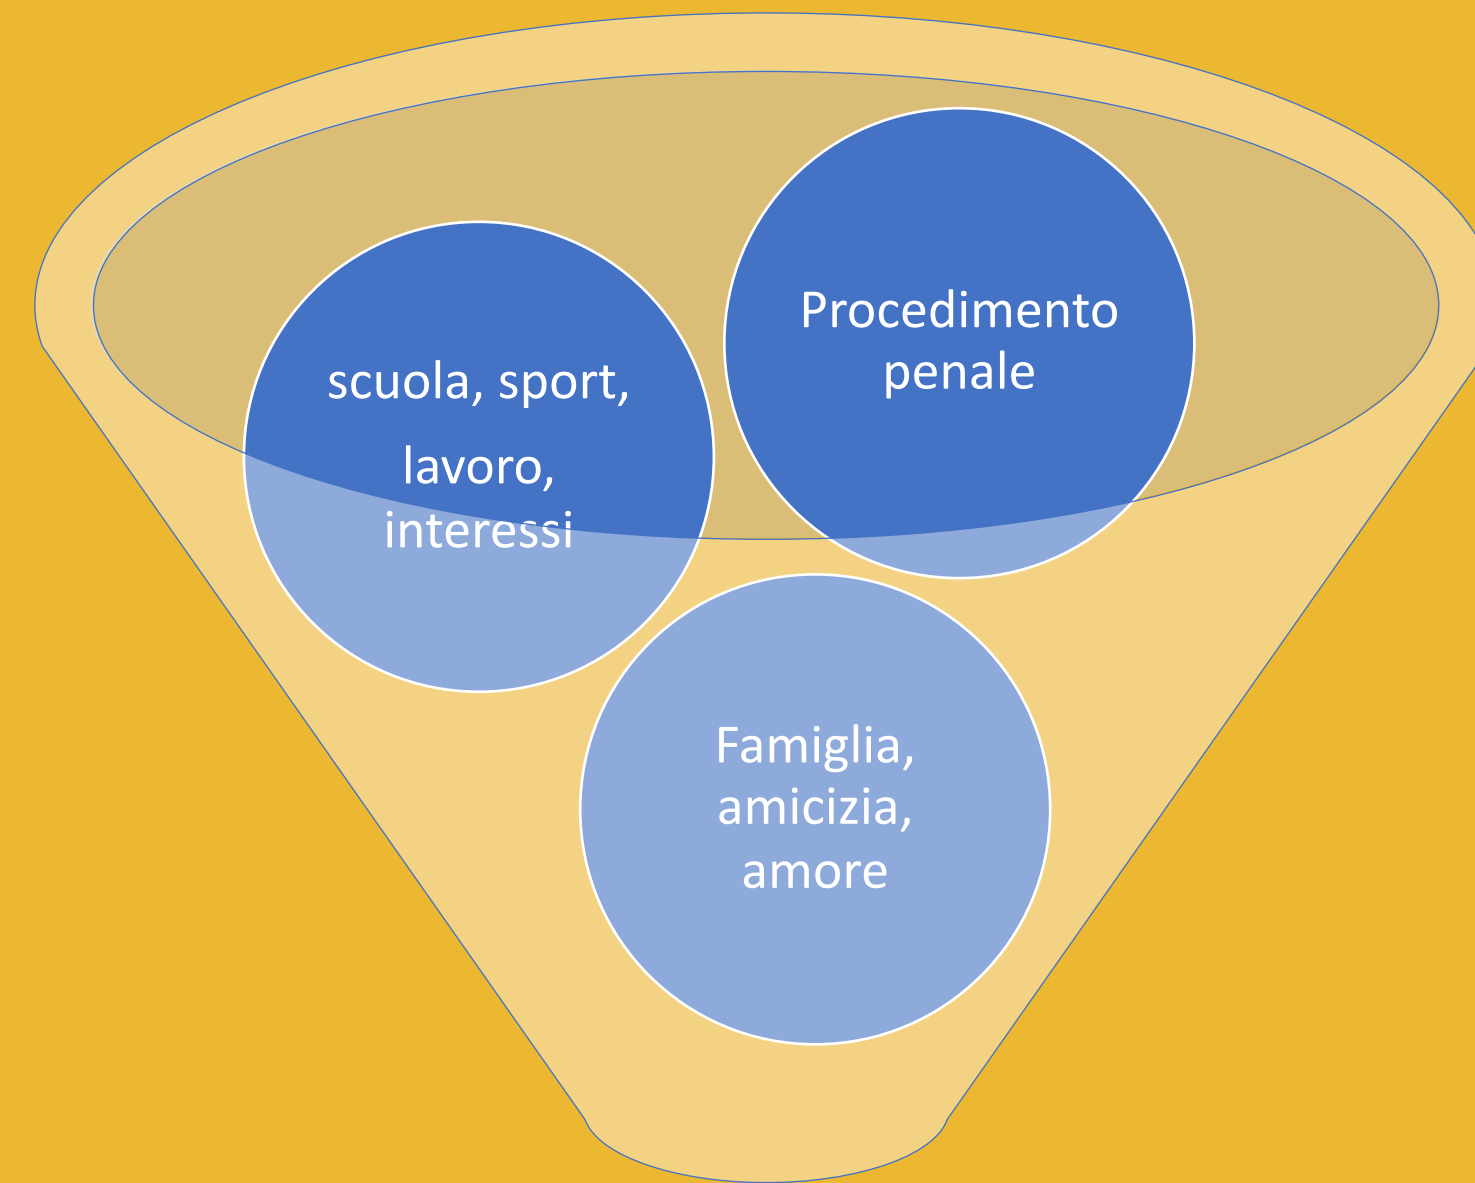 Procedimento
penale
scuola, sport,
lavoro,
interessi
Famiglia,
amicizia,
amore